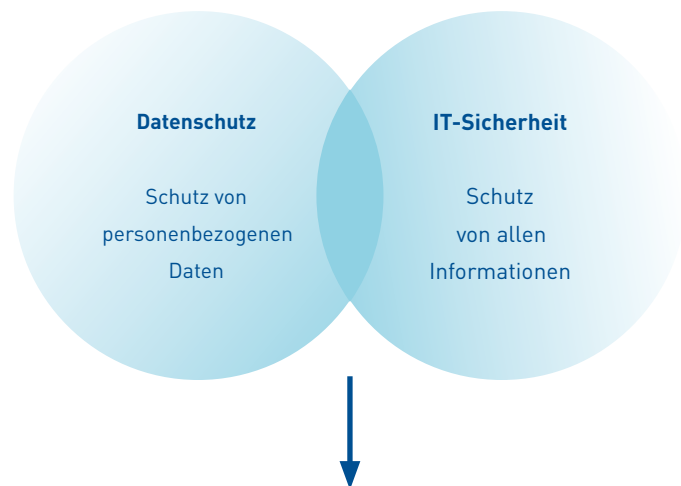 Datenschutz
Schutz von
personenbezogenen
Daten
IT-Sicherheit
Schutz
von allen
Informationen